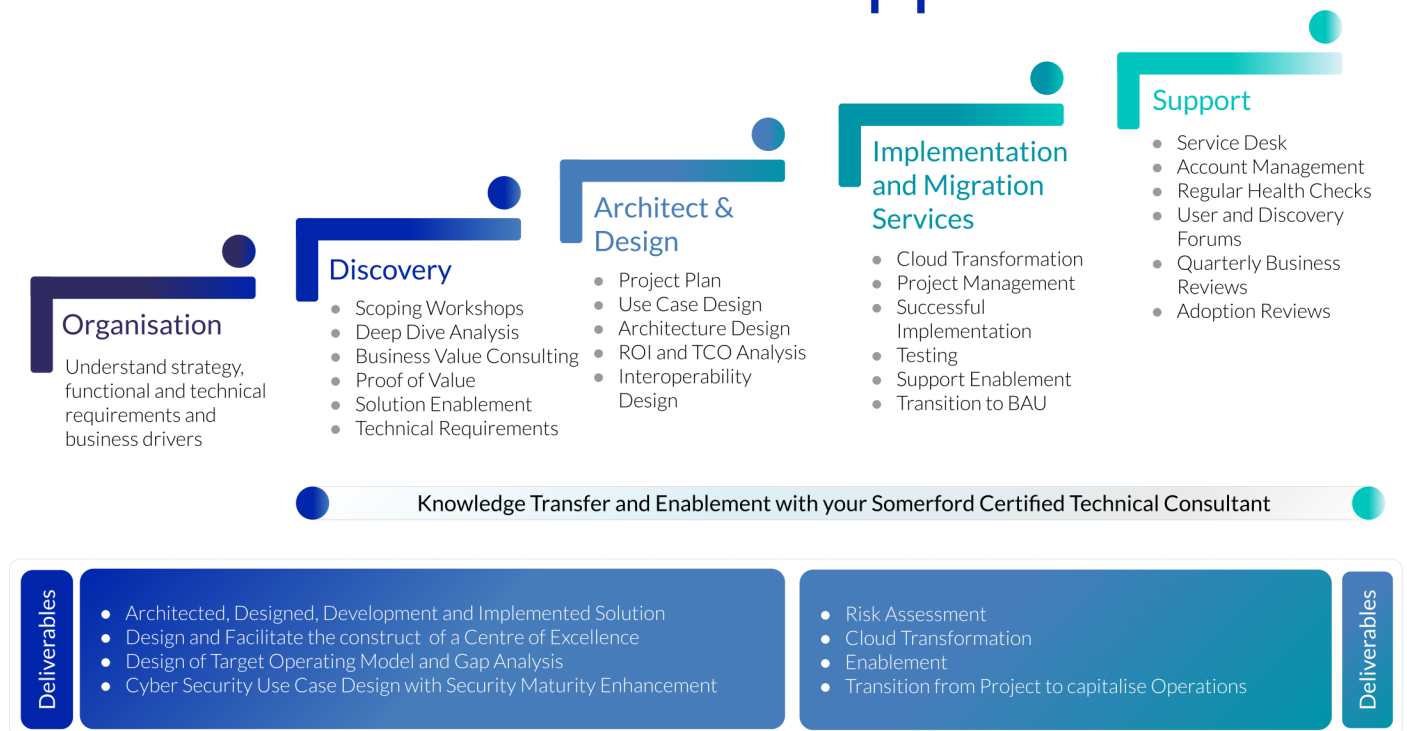 Organisation
Understand strategy,
functional and technical
requirements and
business drivers
Discovery
● Scoping Workshops
● Deep Dive Analysis
● Business Value Consulting
● Proof of Value
● Solution Enablement
● Technical Requirements
Architect &
Design
● Project Plan
● Use Case Design
● Architecture Design
● ROI and TCO Analysis
● Interoperability
Design
Implementation
and Migration
Services
● Cloud Transformation
● Project Management
● Successful
Implementation
● Testing
● Support Enablement
● Transition to BAU
Support
● Service Desk
● Account Management
● Regular Health Checks
● User and Discovery
Forums
● Quarterly Business
Reviews
● Adoption Reviews
Knowledge Transfer and Enablement with your Somerford Certified Technical Consultant
Deliverables
● Architected, Designed, Development and Implemented Solution
● Design and Facilitate the construct of a Centre of Excellence
● Design of Target Operating Model and Gap Analysis
● Cyber Security Use Case Design with Security Maturity Enhancement
● Risk Assessment
● Cloud Transformation
● Enablement
● Transition from Project to capitalise Operations
Deliverables